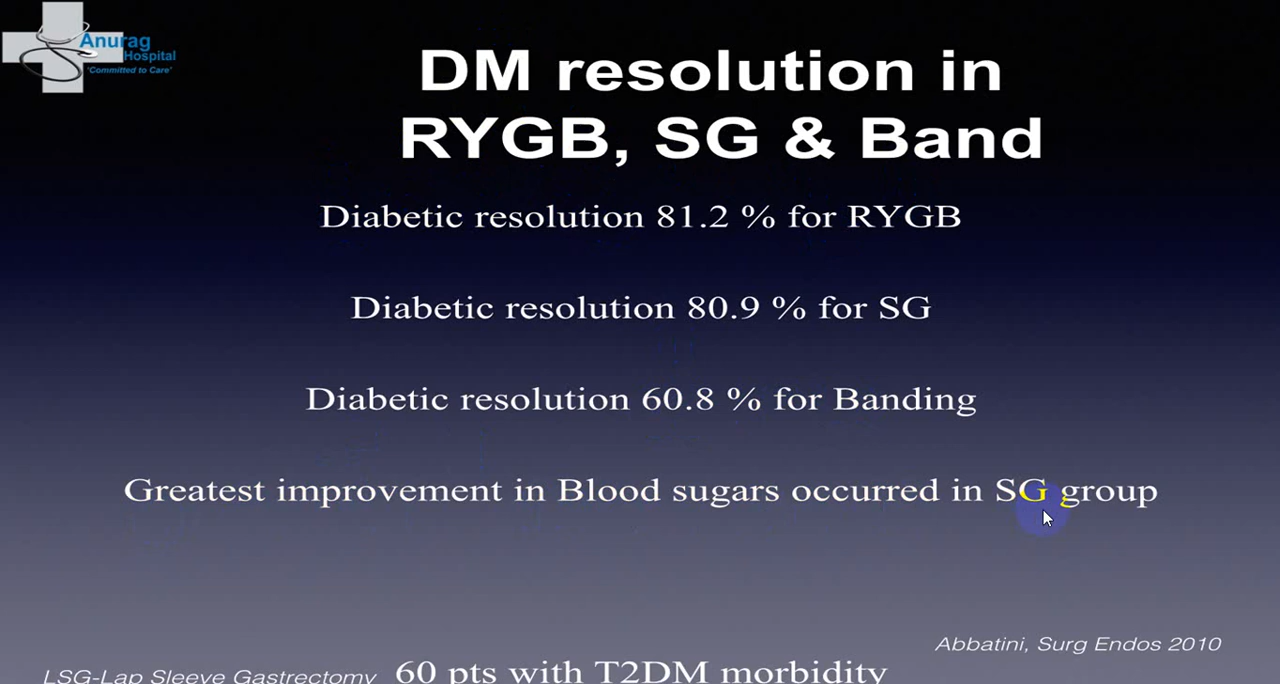 Anurag
Hospital
'Committed to Care'
DM resolution in
RYGB, SG & Band
Diabetic resolution 81.2 % for RYGB
Diabetic resolution 80.9 % for SG
Diabetic resolution 60.8 % for Banding
Greatest improvement in Blood sugars occurred in SG group
Abbatini, Surg Endos 2010
LSG-Lap Sleeve Gastrectomy 60 pts with T2DM morbidity